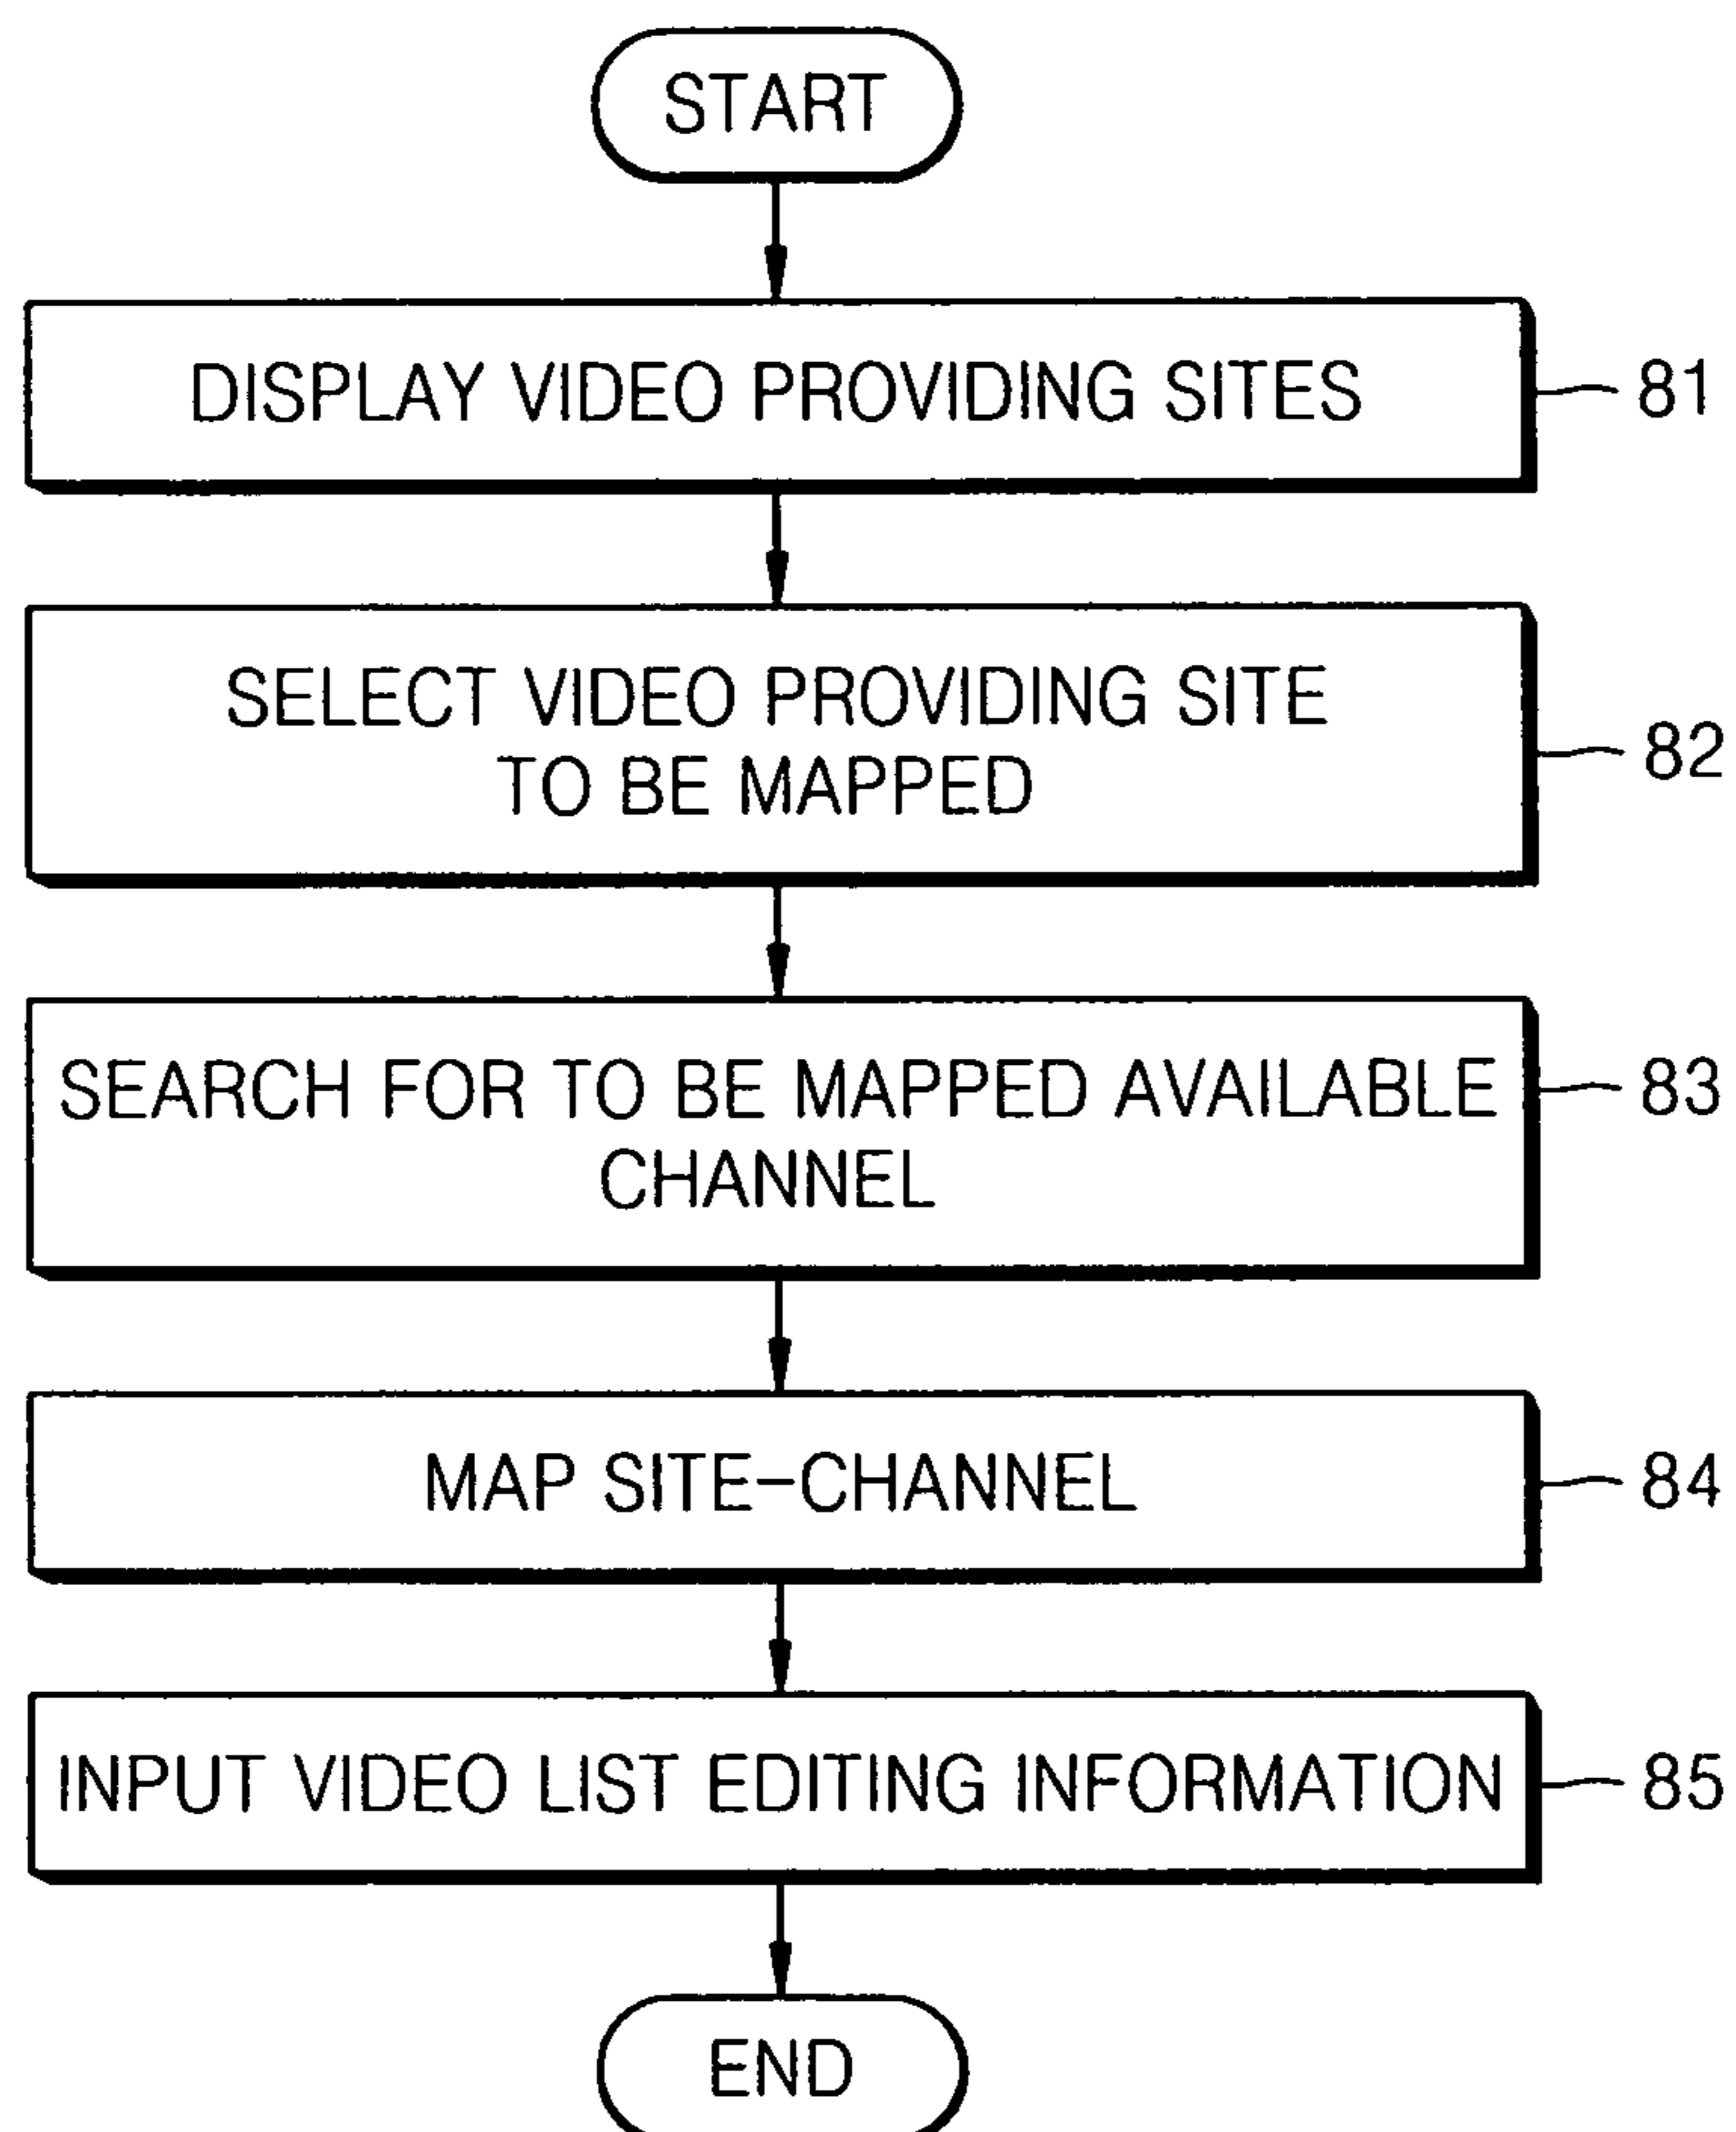 START
DISPLAY VIDEO PROVIDING SITES
81
SELECT VIDEO PROVIDING SITE
TO BE MAPPED
82
SEARCH FOR TO BE MAPPED AVAILABLE
CHANNEL
83
MAP SITE-CHANNEL
84
INPUT VIDEO LIST EDITING INFORMATION
85
END